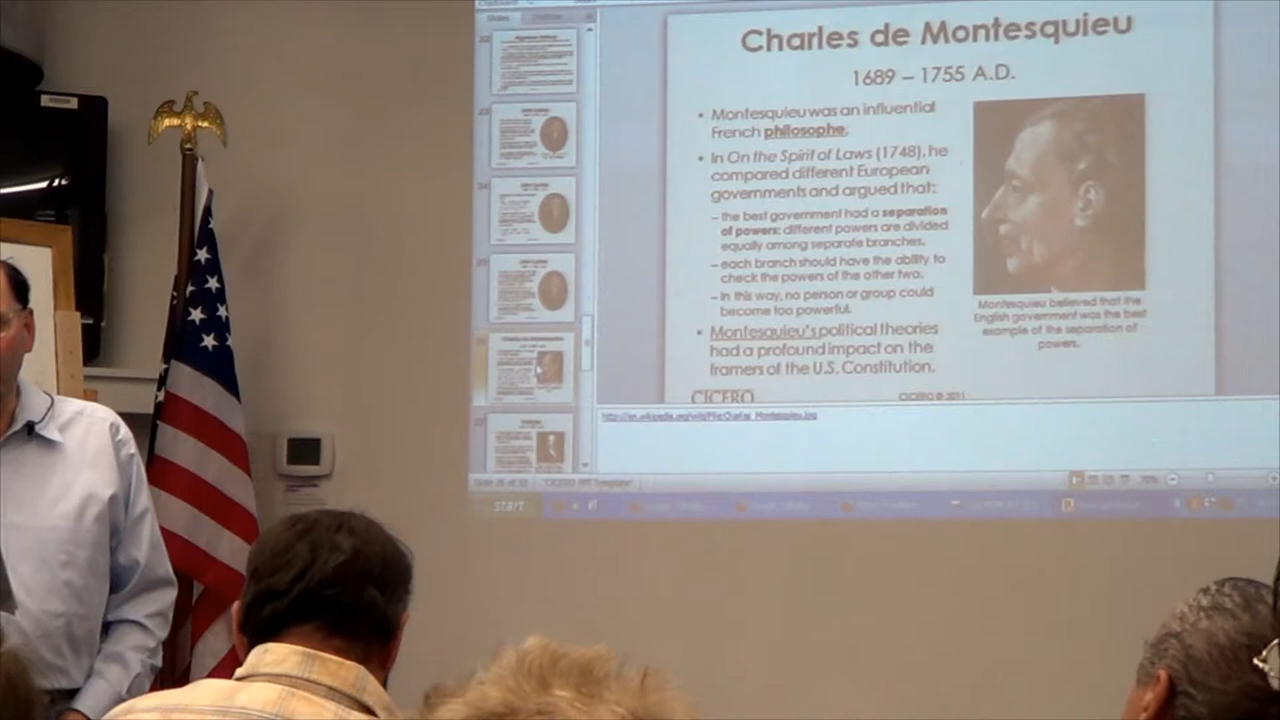 Slides
Charles de Montesquieu
1689 – 1755 A.D.
• Montesquieu was an influential
French philosophe.
• In On the Spirit of Laws (1748), he
compared different European
governments and argued that:
– the best government had a separation
of powers: different powers are divided
equally among separate branches.
– each branch should have the ability to
check the powers of the other two.
– In this way, no person or group could
become too powerful.
• Montesquieu's political theories
had a profound impact on the
framers of the U.S. Constitution.
Montesquieu believed that the
English government was the best
example of the separation of
powers.
CICERO
CICERO © 2011
start